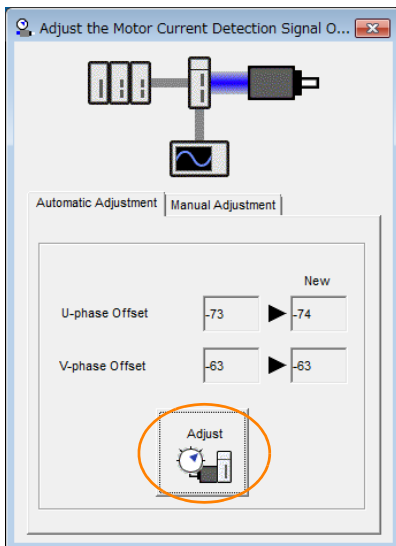 Adjust the Motor Current Detection Signal O...
Automatic Adjustment
Manual Adjustment
New
U-phase Offset -73 -74
V-phase Offset -63 -63
Adjust